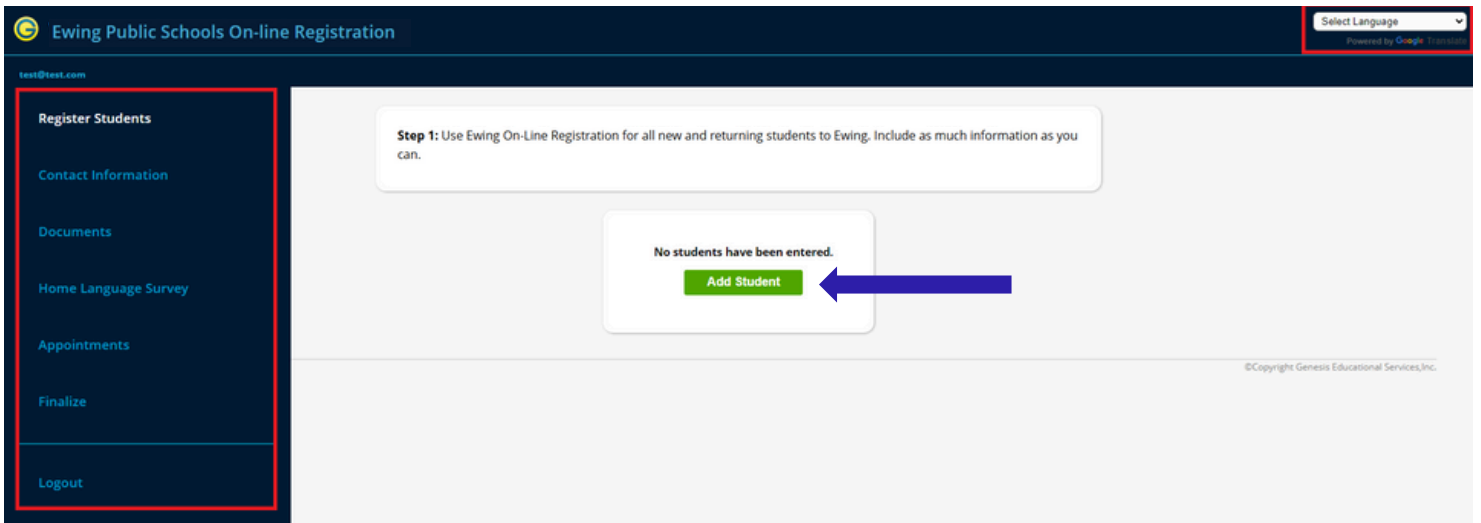 Ewing Public Schools On-line Registration
Select Language
Powered by Google Translate
test@test.com
Register Students
Contact Information
Documents
Home Language Survey
Appointments
Finalize
Logout
Step 1: Use Ewing On-Line Registration for all new and returning students to Ewing. Include as much information as you
can.
No students have been entered.
Add Student
©Copyright Genesis Educational Services,Inc.